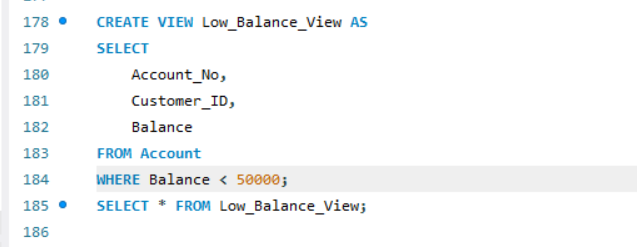 178 CREATE VIEW Low_Balance_View AS
179 SELECT
180 Account_No,
181 Customer_ID,
182 Balance
183 FROM Account
184 WHERE Balance < 50000;
185 SELECT * FROM Low_Balance_View;
186